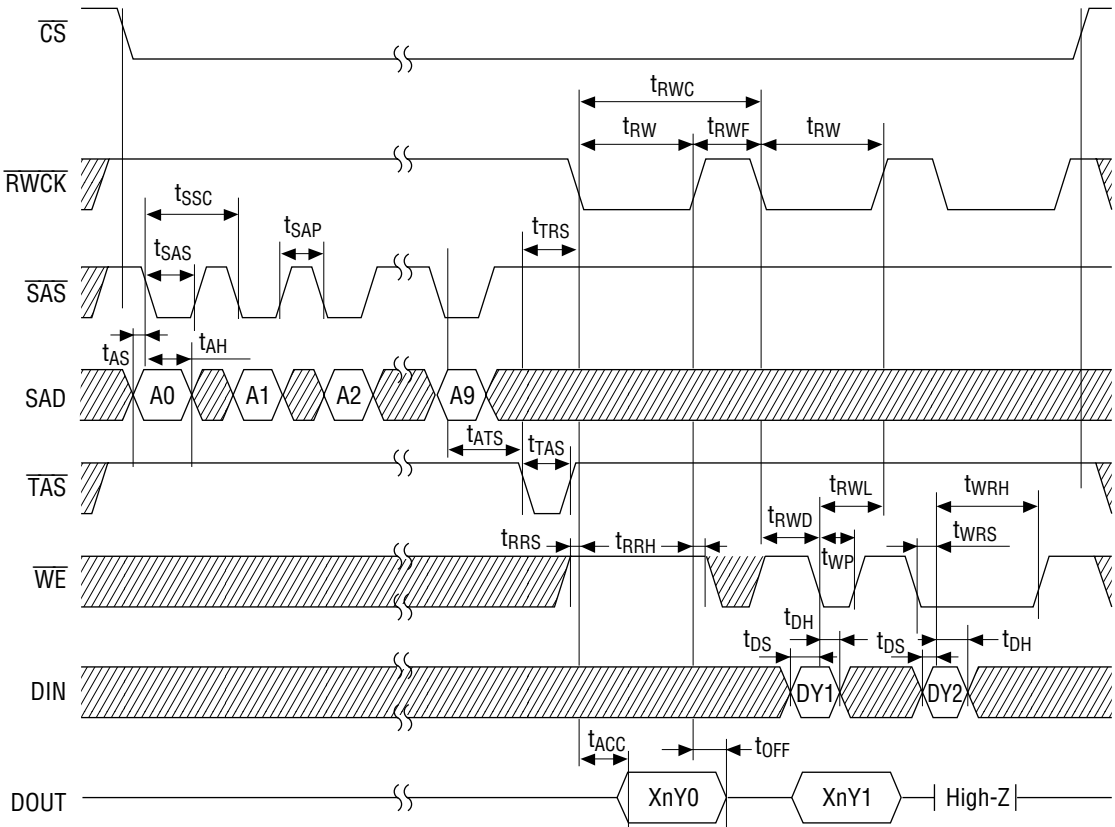 CS
tRWC
tRW tRWF tRW
RWCK
tSSC
tSAP
tTRS
tSAS
SAS
tAS tAH
SAD A0 A1 A2 A9
tATS tTAS
TAS
tRWL tWRH
tRWD
tRRS tRRH tWP tWRS
WE
tDH
tDS tDS tDH
DIN DY1 DY2
tACC tOFF
DOUT XnY0 XnY1 High-Z